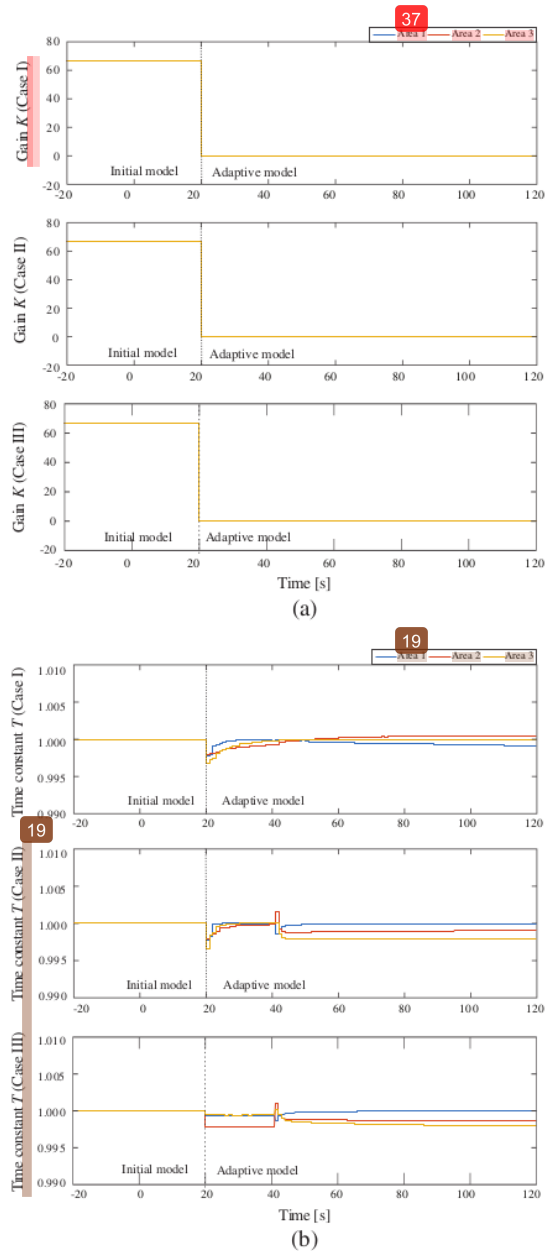 37
Area 1 Area 2 Area 3
Gain K (Case I)
80
60
40
20
0
-20
Initial model Adaptive model
-20 0 20 40 60 80 100 120
Gain K (Case II)
80
60
40
20
0
-20
Initial model Adaptive model
-20 0 20 40 60 80 100 120
Gain K (Case III)
80
60
40
20
0
-20
Initial model Adaptive model
-20 0 20 40 60 80 100 120
Time [s]
(a)
19
Area 1 Area 2 Area 3
Time constant T (Case I)
1.010
1.005
1.000
0.995
0.990
Initial model Adaptive model
-20 0 20 40 60 80 100 120
19
Time constant T (Case II)
1.010
1.005
1.000
0.995
0.990
Initial model Adaptive model
-20 0 20 40 60 80 100 120
Time constant T (Case III)
1.010
1.005
1.000
0.995
0.990
Initial model Adaptive model
-20 0 20 40 60 80 100 120
Time [s]
(b)